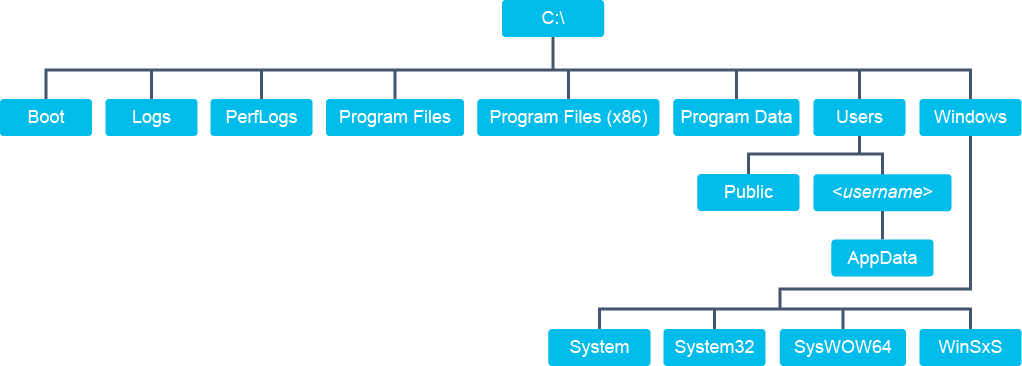 C:\
Boot
Logs
PerfLogs
Program Files
Program Files (x86)
Program Data
Users
Windows
Public
<username>
AppData
System
System32
SysWOW64
WinSxS